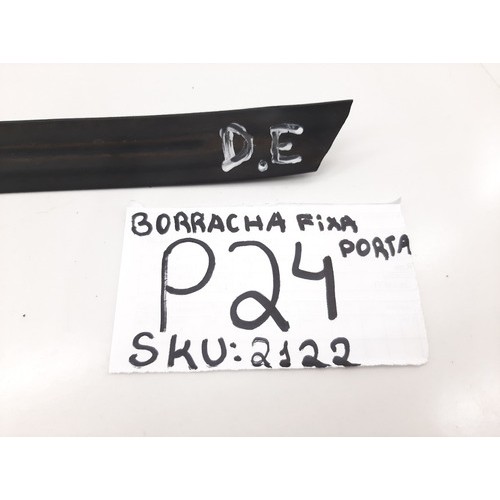 D.E
BORRACHA FiXA
PORTA
P24
SKU: 2122